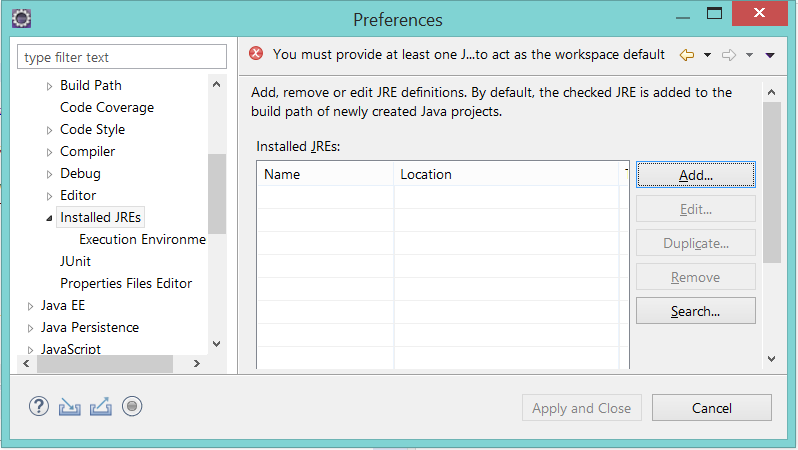 Preferences
type filter text
Build Path
Code Coverage
Code Style
Compiler
Debug
Editor
Installed JREs
Execution Environme
JUnit
Properties Files Editor
Java EE
Java Persistence
JavaScript
You must provide at least one J...to act as the workspace default
Add, remove or edit JRE definitions. By default, the checked JRE is added to the
build path of newly created Java projects.
Installed JREs:
Name Location
Add...
Edit...
Duplicate...
Remove
Search...
Apply and Close
Cancel